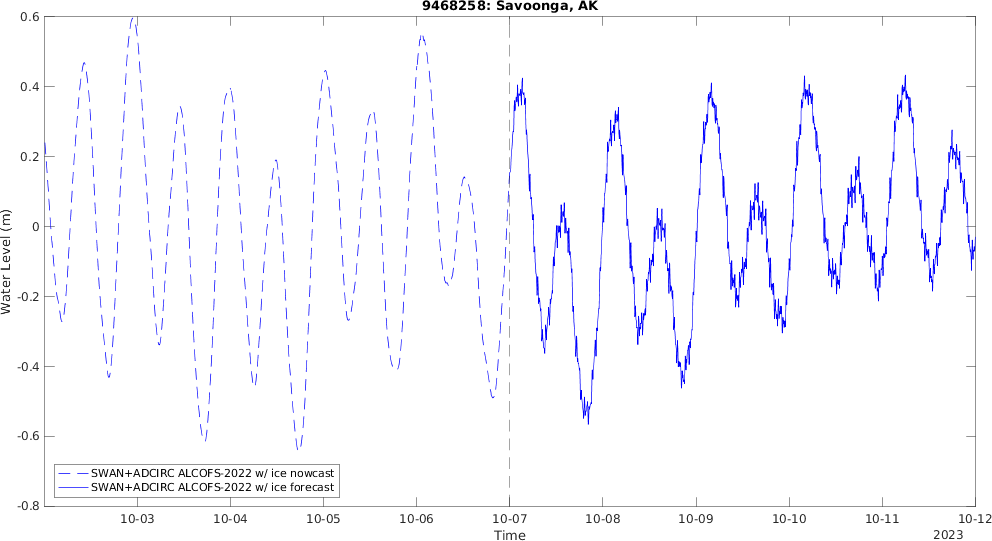 9468258: Savoonga, AK
0.6
0.4
0.2
0
-0.2
-0.4
-0.6
-0.8
Water Level (m)
SWAN+ADCIRC ALCOFS-2022 w/ ice nowcast
SWAN+ADCIRC ALCOFS-2022 w/ ice forecast
10-03 10-04 10-05 10-06 10-07 10-08 10-09 10-10 10-11 10-12
Time
2023